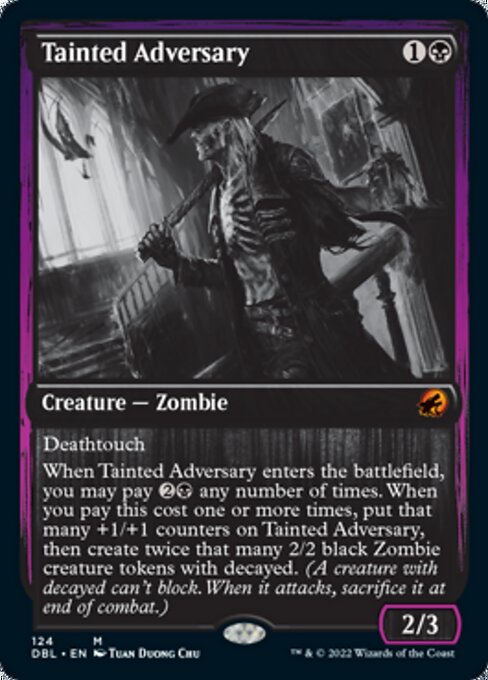 Tainted Adversary 1
Creature — Zombie
Deathtouch
When Tainted Adversary enters the battlefield,
you may pay 2 any number of times. When
you pay this cost one or more times, put that
many +1/+1 counters on Tainted Adversary,
then create twice that many 2/2 black Zombie
creature tokens with decayed. (A creature with
decayed can't block. When it attacks, sacrifice it at
end of combat.)
2/3
124 M
DBL • EN Tuan Duong Chu ™ & © 2022 Wizards of the Coast